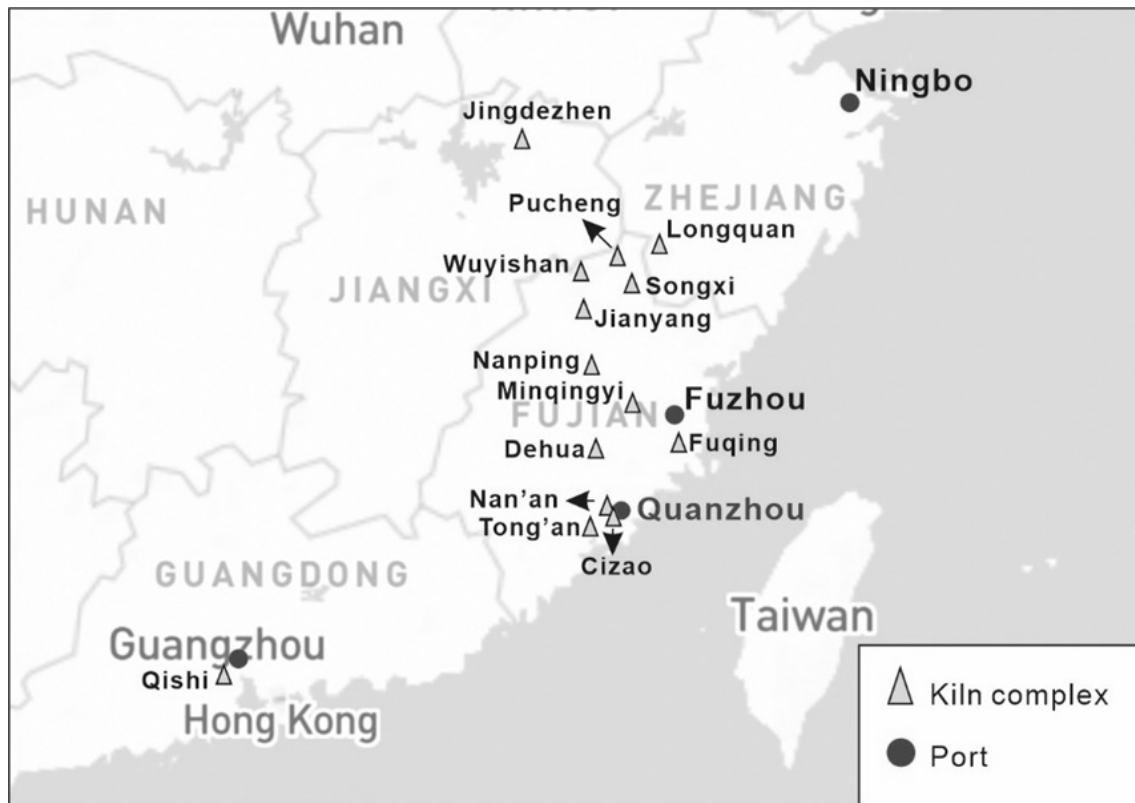 Wuhan
Ningbo
Jingdezhen
ZHEJIANG
HUNAN
Pucheng
Longquan
Wuyishan
JIANGXI
Songxi
Jianyang
Nanping
Minqingyi
FUJIAN
Fuzhou
Dehua
Fuqing
Nan'an
Quanzhou
Tong'an
Cizao
GUANGDONG
Taiwan
Guangzhou
Qishi
Hong Kong
Kiln complex
Port